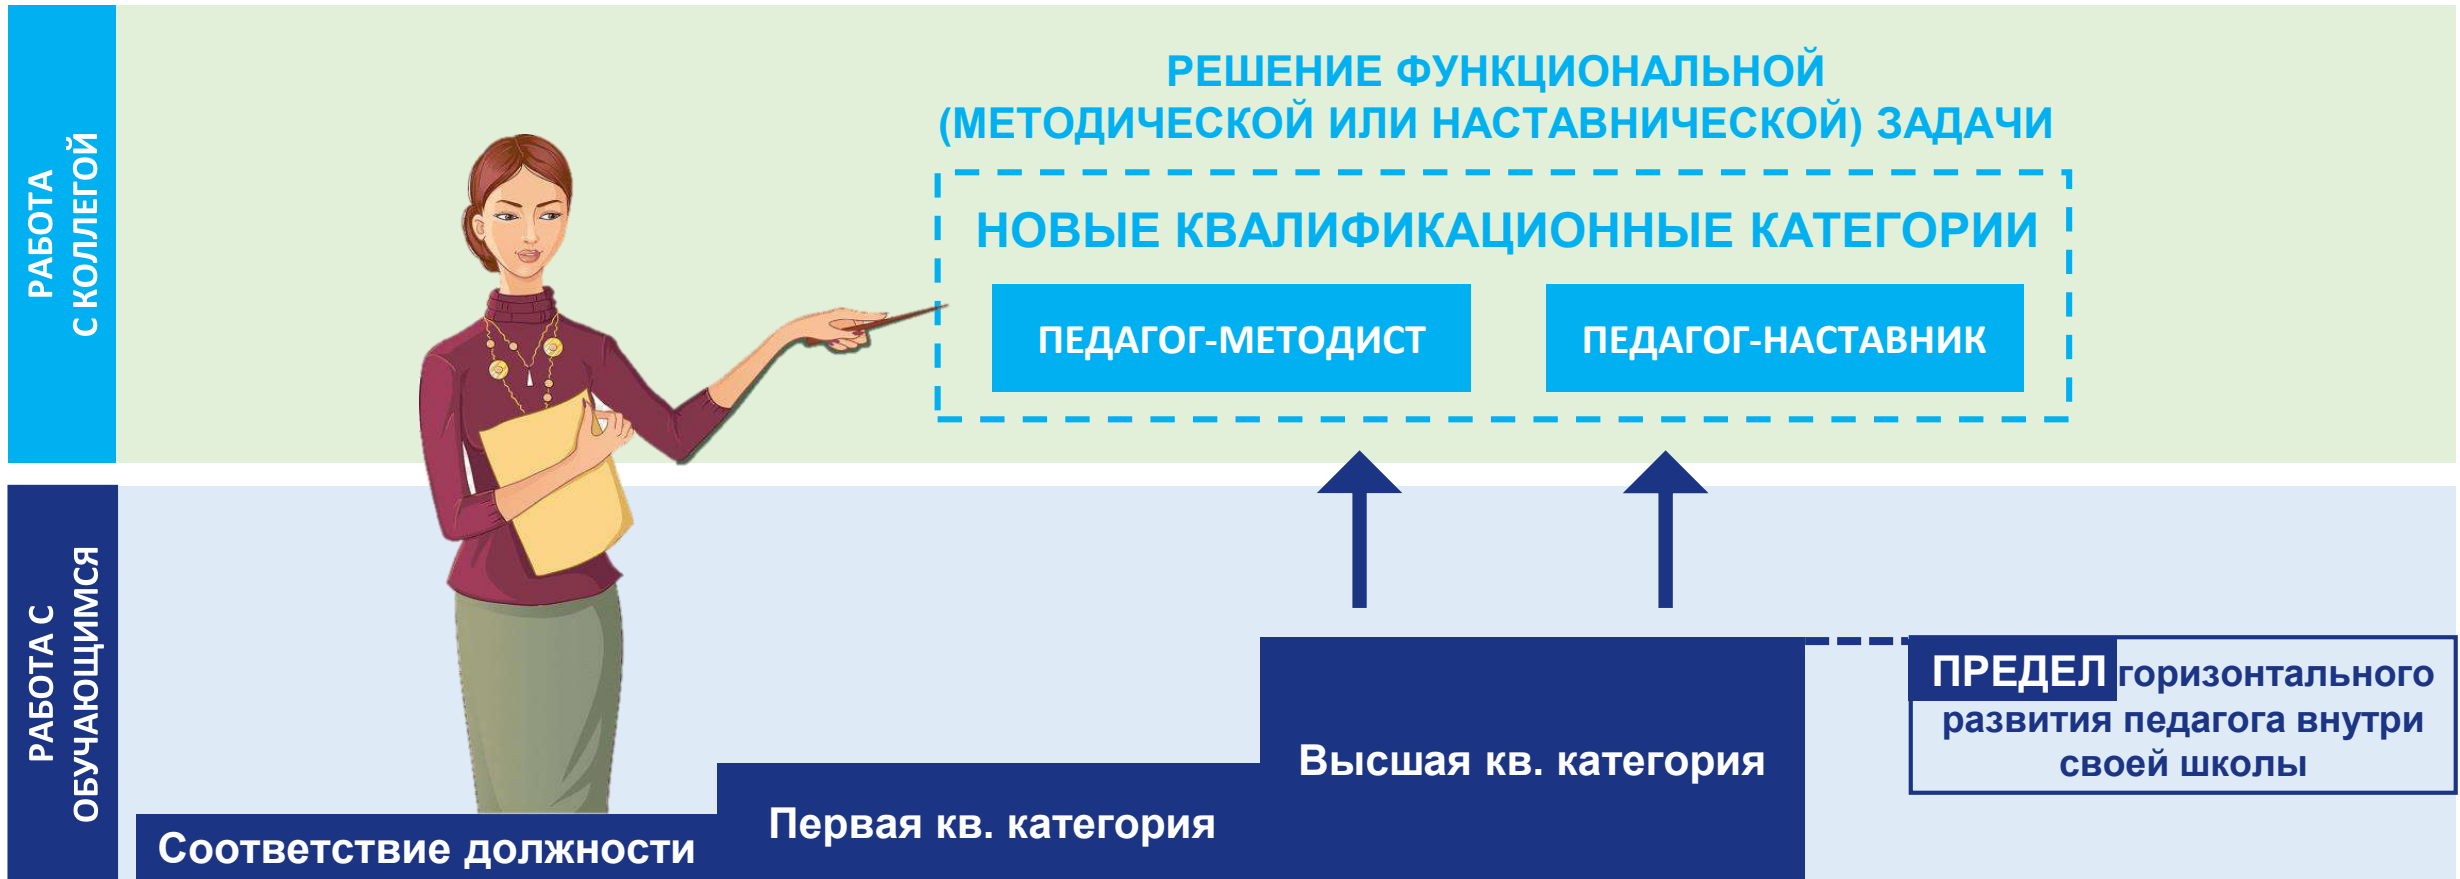 РАБОТА
С КОЛЛЕГОЙ
РЕШЕНИЕ ФУНКЦИОНАЛЬНОЙ
(МЕТОДИЧЕСКОЙ ИЛИ НАСТАВНИЧЕСКОЙ) ЗАДАЧИ
НОВЫЕ КВАЛИФИКАЦИОННЫЕ КАТЕГОРИИ
ПЕДАГОГ-МЕТОДИСТ
ПЕДАГОГ-НАСТАВНИК
РАБОТА С
ОБУЧАЮЩИМСЯ
Соответствие должности
Первая кв. категория
Высшая кв. категория
ПРЕДЕЛ горизонтального
развития педагога внутри
своей школы